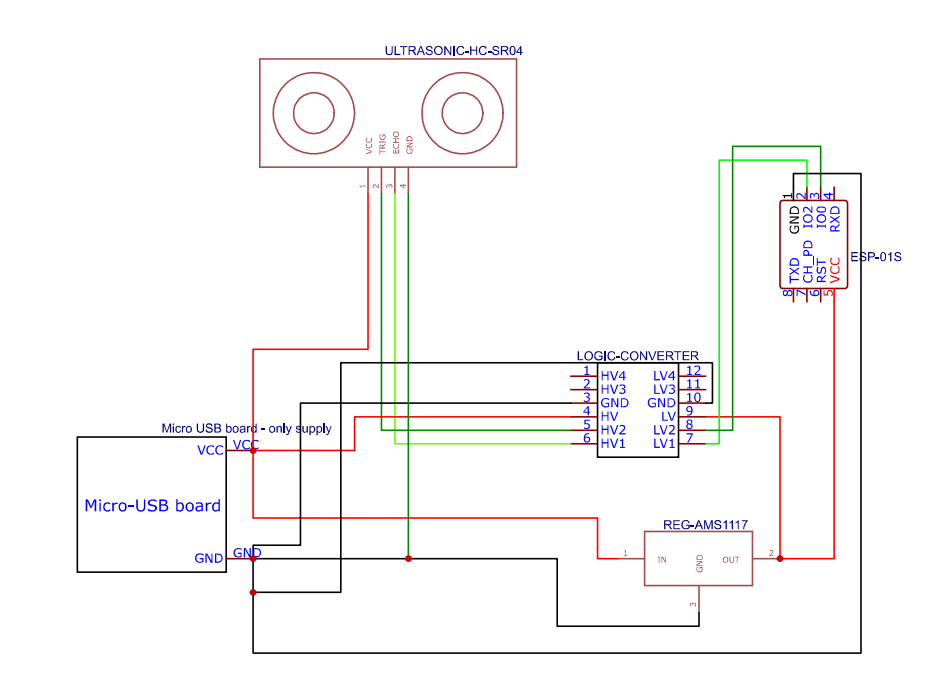 ULTRASONIC-HC-SR04
VCC
TRIG
ECHO
GND
1
2
3
4
1
2
3
4
GND
IO2
IO0
RXD
ESP-01S
TXD
CH_PD
RST
VCC
8
7
6
5
LOGIC-CONVERTER
1 HV4 LV4 12
2 HV3 LV3 11
3 GND GND 10
4 HV LV 9
5 HV2 LV2 8
6 HV1 LV1 7
Micro USB board - only supply
VCC VCC
Micro-USB board
GND GND
REG-AMS1117
1 IN GND OUT 2
3